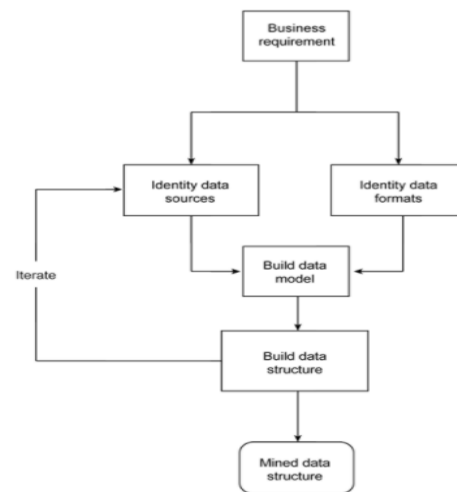 Business
requirement
Identity data
sources
Identity data
formats
Build data
model
Iterate
Build data
structure
Mined data
structure